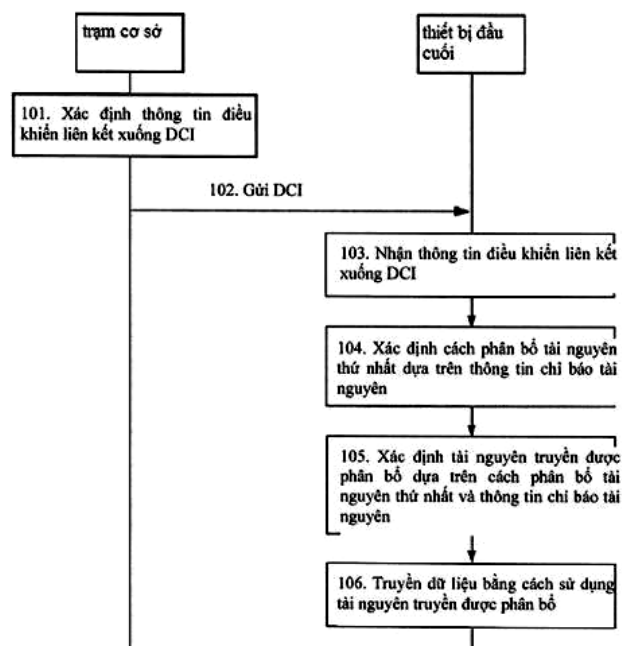 trạm cơ sở
thiết bị đầu
cuối
101. Xác định thông tin điều
khiển liên kết xuống DCI
102. Gửi DCI
103. Nhận thông tin điều khiển liên kết
xuống DCI
104. Xác định cách phân bổ tài nguyên
thứ nhất dựa trên thông tin chỉ báo tài
nguyên
105. Xác định tài nguyên truyền được
phân bổ dựa trên cách phân bổ tài
nguyên thứ nhất và thông tin chỉ báo tài
nguyên
106. Truyền dữ liệu bằng cách sử dụng
tài nguyên truyền được phân bổ